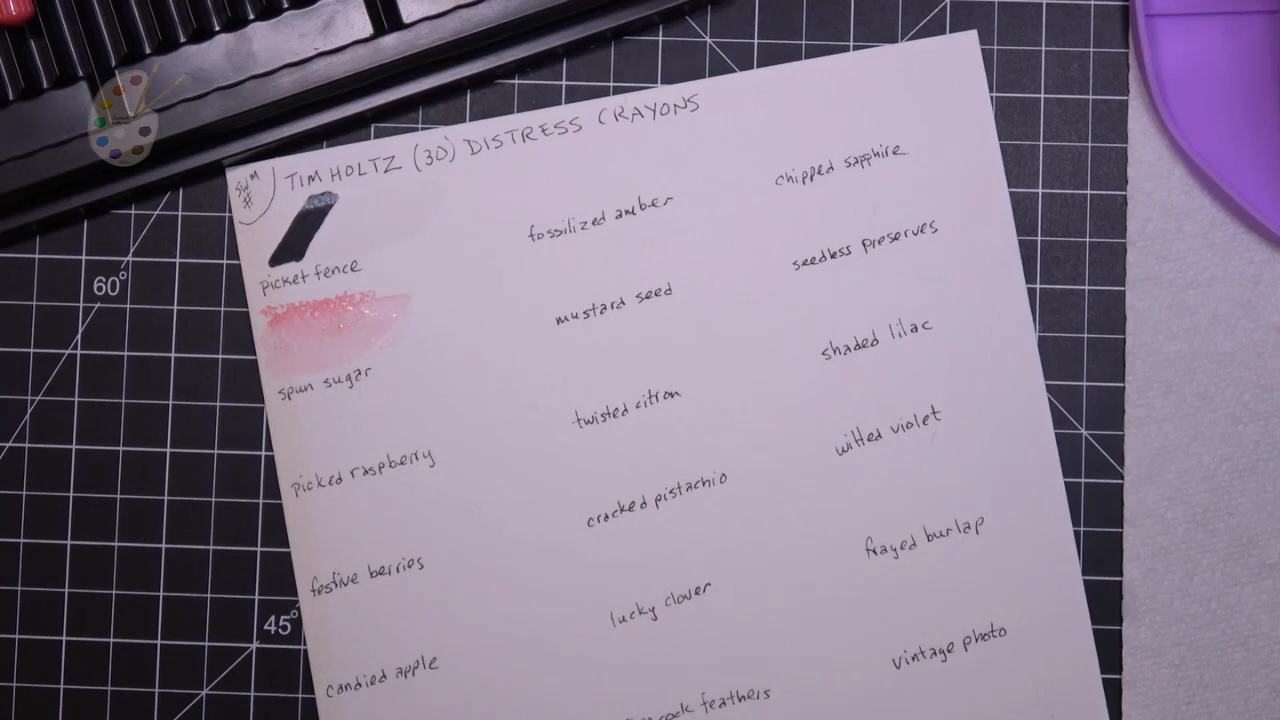 SWM
#
TIM HOLTZ (30) DISTRESS CRAYONS
picket fence
spun sugar
picked raspberry
festive berries
candied apple
fossilized amber
mustard seed
twisted citron
cracked pistachio
lucky clover
feathers
chipped sapphire
seedless preserves
shaded lilac
wilted violet
frayed burlap
vintage photo
60°
45°